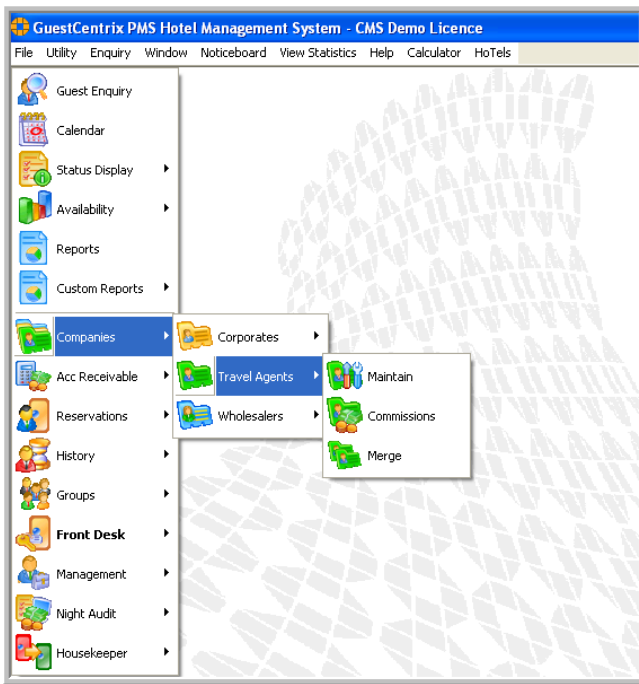 GuestCentrix PMS Hotel Management System - CMS Demo Licence
File Utility Enquiry Window Noticeboard View Statistics Help Calculator HoTels
Guest Enquiry
Calendar
Status Display
Availability
Reports
Custom Reports
Companies
Corporates
Acc Receivable
Travel Agents
Maintain
Reservations
Wholesalers
Commissions
History
Merge
Groups
Front Desk
Management
Night Audit
Housekeeper